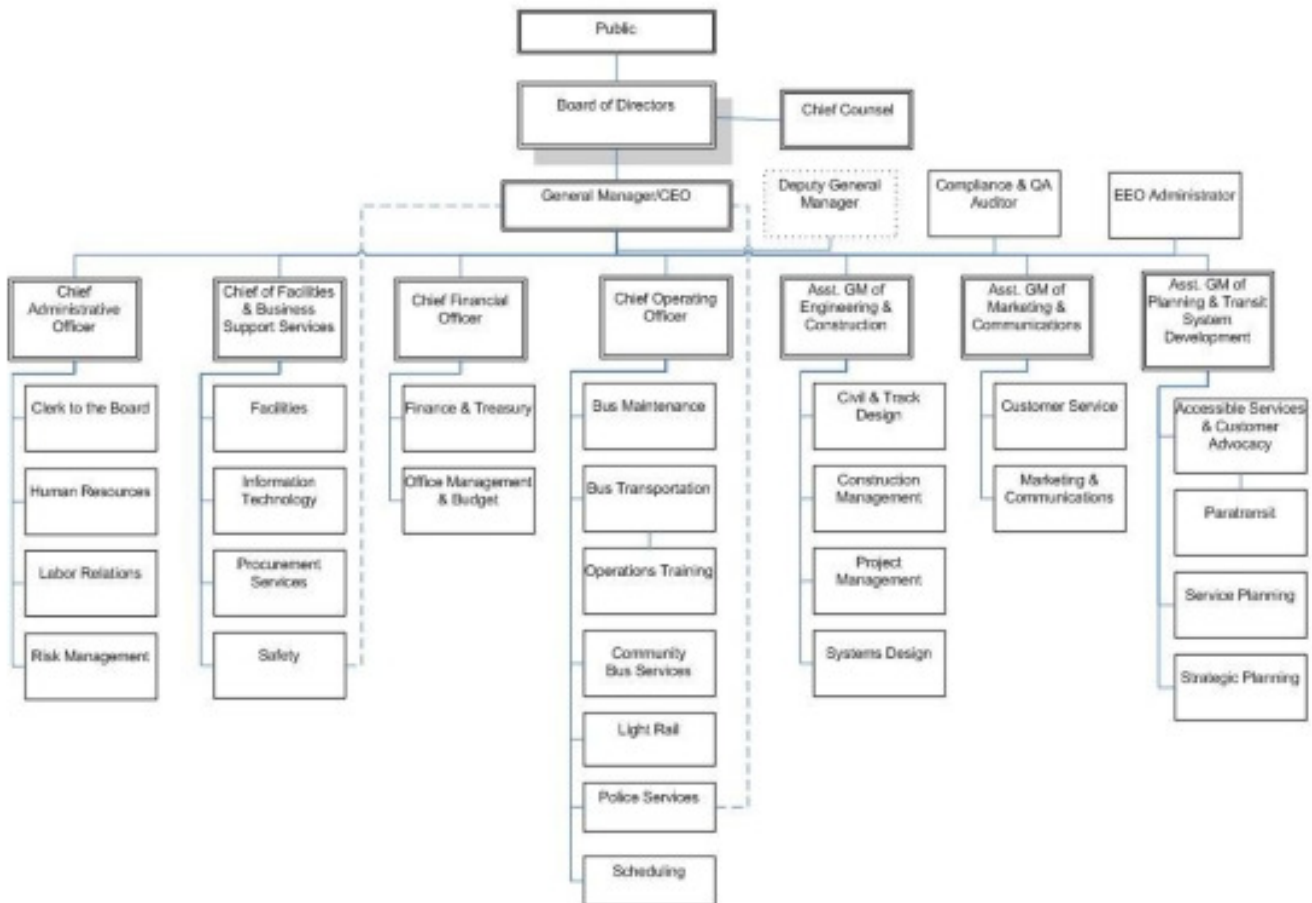 Public
Board of Directors
Chief Counsel
General Manager/CEO
Deputy General
Manager
Compliance & QA
Auditor
EEO Administrator
Chief
Administrative
Officer
Chief of Facilities
& Business
Support Services
Chief Financial
Officer
Chief Operating
Officer
Asst. GM of
Engineering &
Construction
Asst. GM of
Marketing &
Communications
Asst. GM of
Planning & Transit
System
Development
Clerk to the Board
Human Resources
Labor Relations
Risk Management
Facilities
Information
Technology
Procurement
Services
Safety
Finance & Treasury
Office Management
& Budget
Bus Maintenance
Bus Transportation
Operations Training
Community
Bus Services
Light Rail
Police Services
Scheduling
Civil & Track
Design
Construction
Management
Project
Management
Systems Design
Customer Service
Marketing &
Communications
Accessible Services
& Customer
Advocacy
Paratransit
Service Planning
Strategic Planning